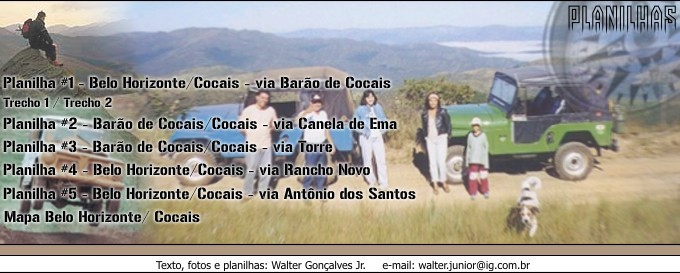 PLANILHAS
Planilha #1 - Belo Horizonte/Cocais - via Barão de Cocais
Trecho 1 / Trecho 2
Planilha #2 - Barão de Cocais/Cocais - via Canela de Ema
Planilha #3 - Barão de Cocais/Cocais - via Torre
Planilha #4 - Belo Horizonte/Cocais - via Rancho Novo
Planilha #5 - Belo Horizonte/Cocais - via Antônio dos Santos
Mapa Belo Horizonte/ Cocais
Texto, fotos e planilhas: Walter Gonçalves Jr. e-mail: walter.junior@ig.com.br